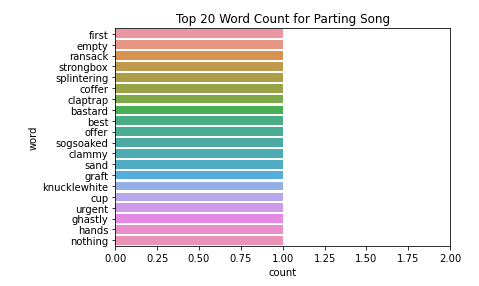 Top 20 Word Count for Parting Song
first
empty
ransack
strongbox
splintering
coffer
claptrap
bastard
best
offer
sogsoaked
clammy
sand
graft
knucklewhite
cup
urgent
ghastly
hands
nothing
word
0.00 0.25 0.50 0.75 1.00 1.25 1.50 1.75 2.00
count